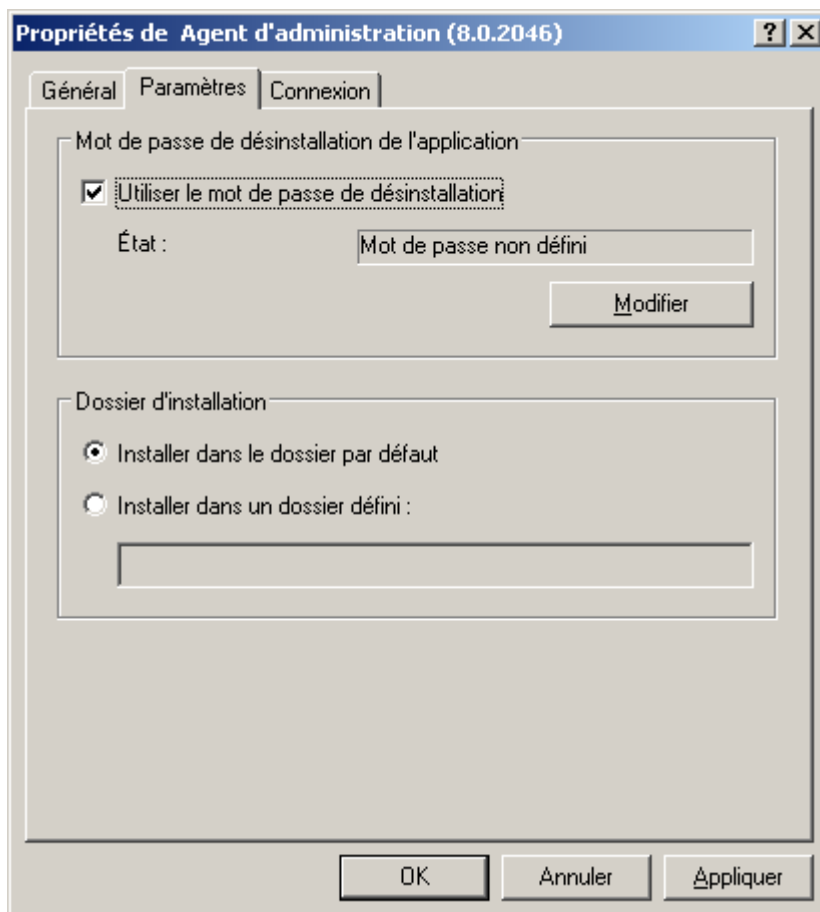 Propriétés de  Agent d'administration (8.0.2046)
Général Paramètres Connexion
Mot de passe de désinstallation de l'application
Utiliser le mot de passe de désinstallation
État :
Mot de passe non défini
Modifier
Dossier d'installation
Installer dans le dossier par défaut
Installer dans un dossier défini :
OK Annuler Appliquer